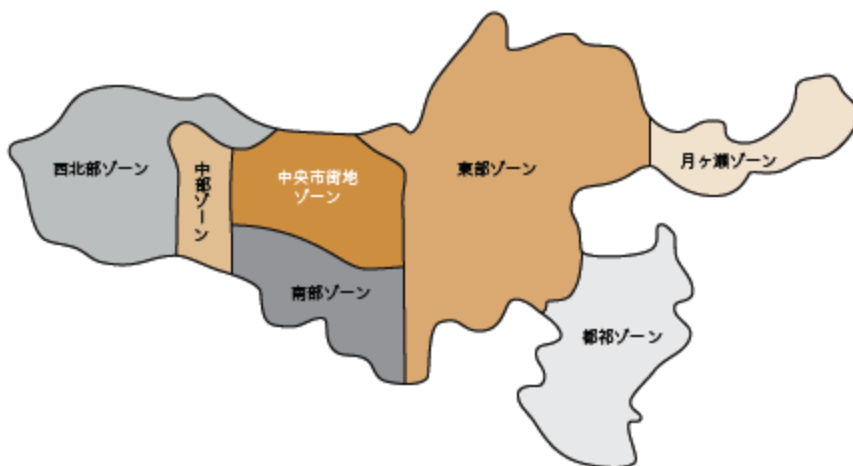 西北部ゾーン
中部ゾーン
中央市街地
ゾーン
東部ゾーン
月ヶ瀬ゾーン
南部ゾーン
都祁ゾーン